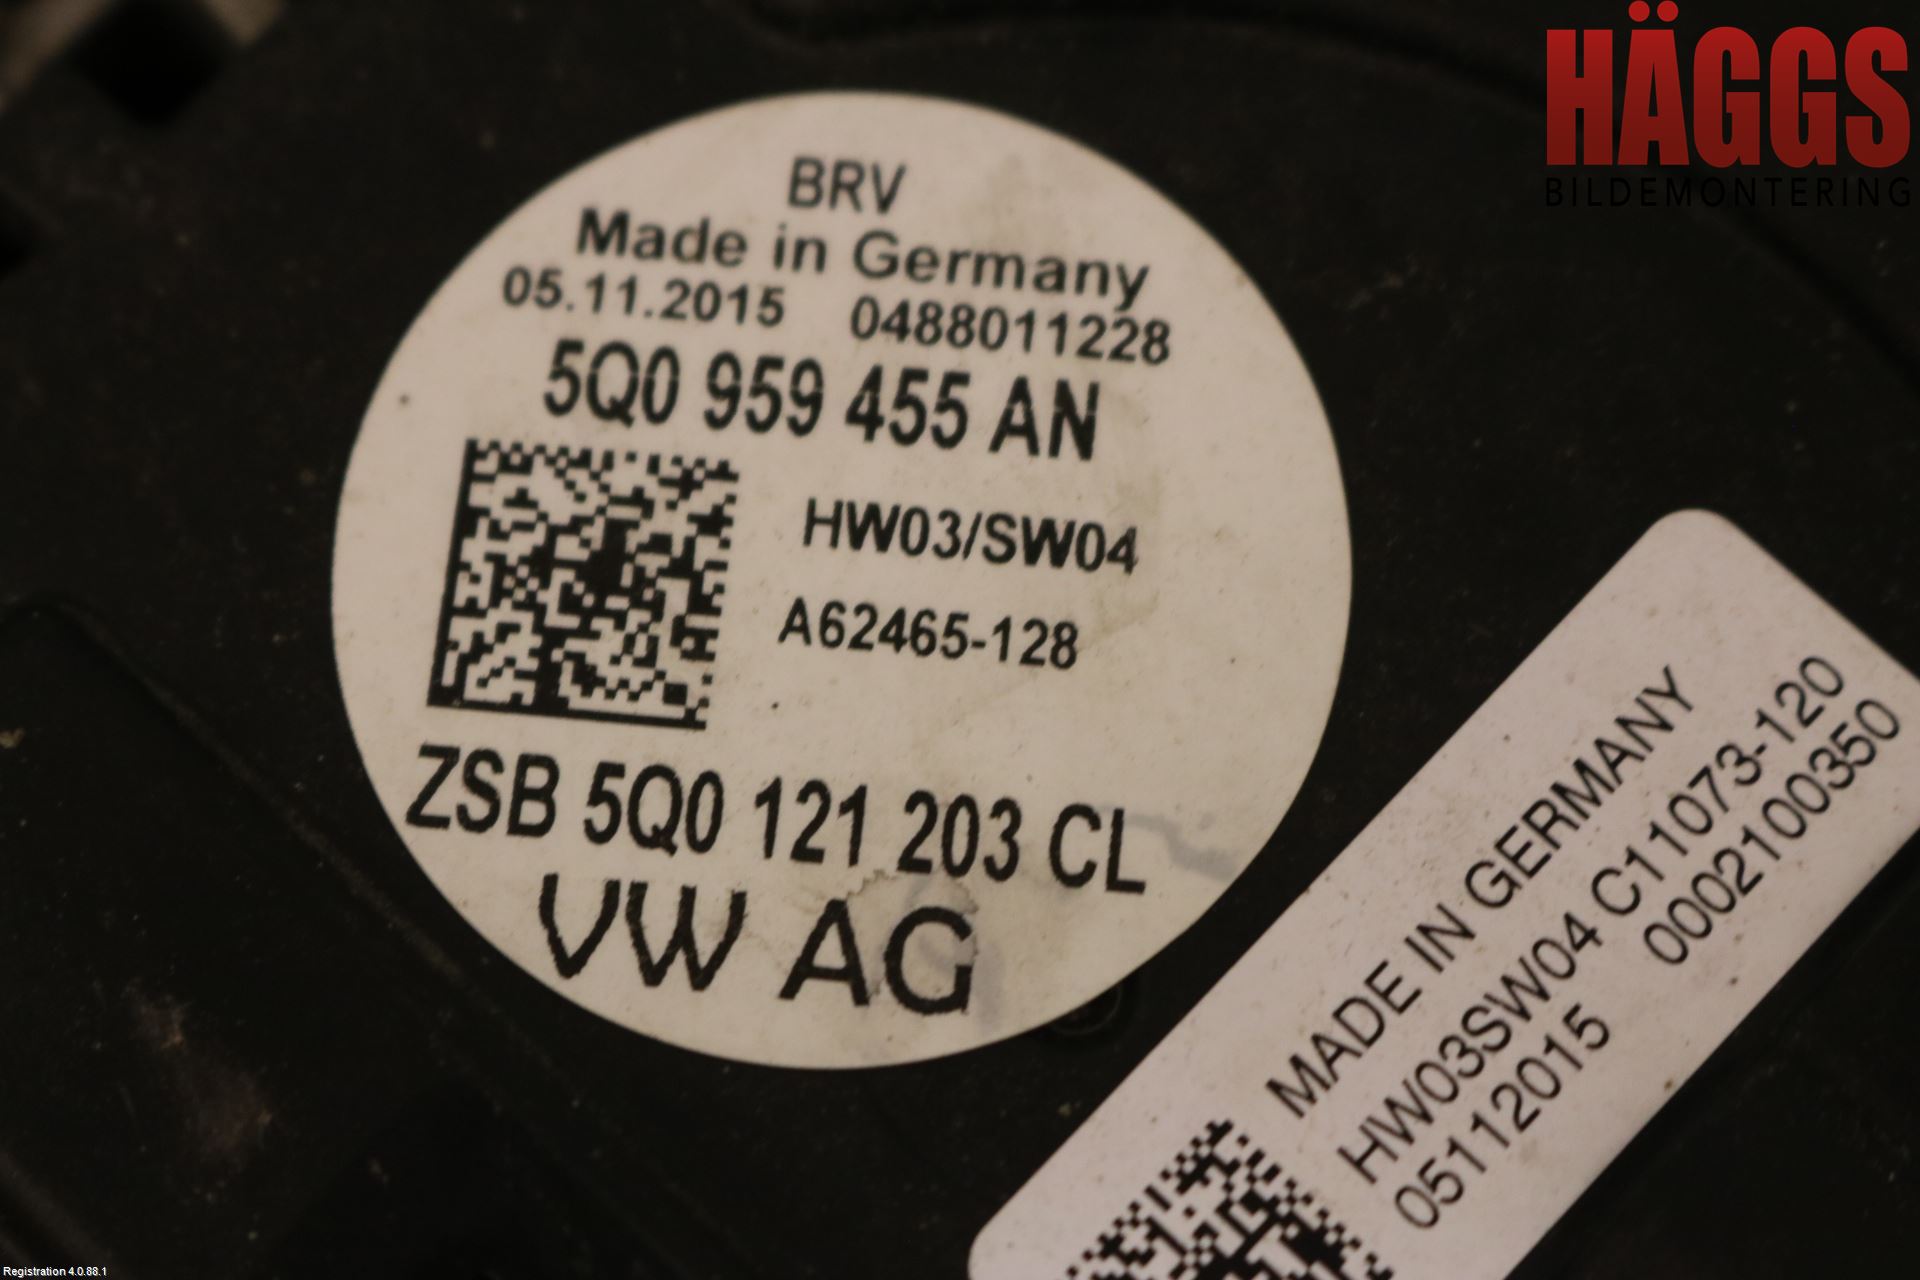 HÄGGS
BILDEMONTERING
BRV
Made in Germany
05.11.2015 0488011228
5Q0 959 455 AN
HW03/SW04
A62465-128
ZSB 5Q0 121 203 CL
VW AG
MADE IN GERMANY
HW03SW04 C11073-120
05112015 0002100350
Registration 4.0.88.1